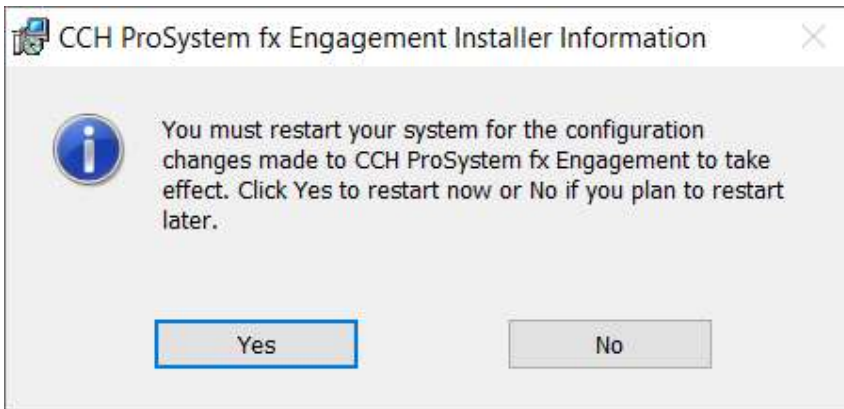 CCH ProSystem fx Engagement Installer Information
You must restart your system for the configuration
changes made to CCH ProSystem fx Engagement to take
effect. Click Yes to restart now or No if you plan to restart
later.
Yes
No